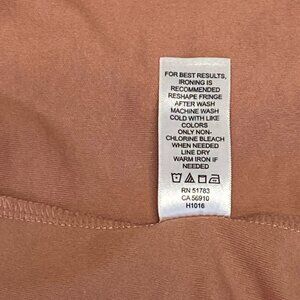 FOR BEST RESULTS,
IRONING IS
RECOMMENDED
RESHAPE FRINGE
AFTER WASH
MACHINE WASH
COLD WITH LIKE
COLORS
ONLY NON-
CHLORINE BLEACH
WHEN NEEDED
LINE DRY
WARM IRON IF
NEEDED
RN 51783
CA 56910
H1016